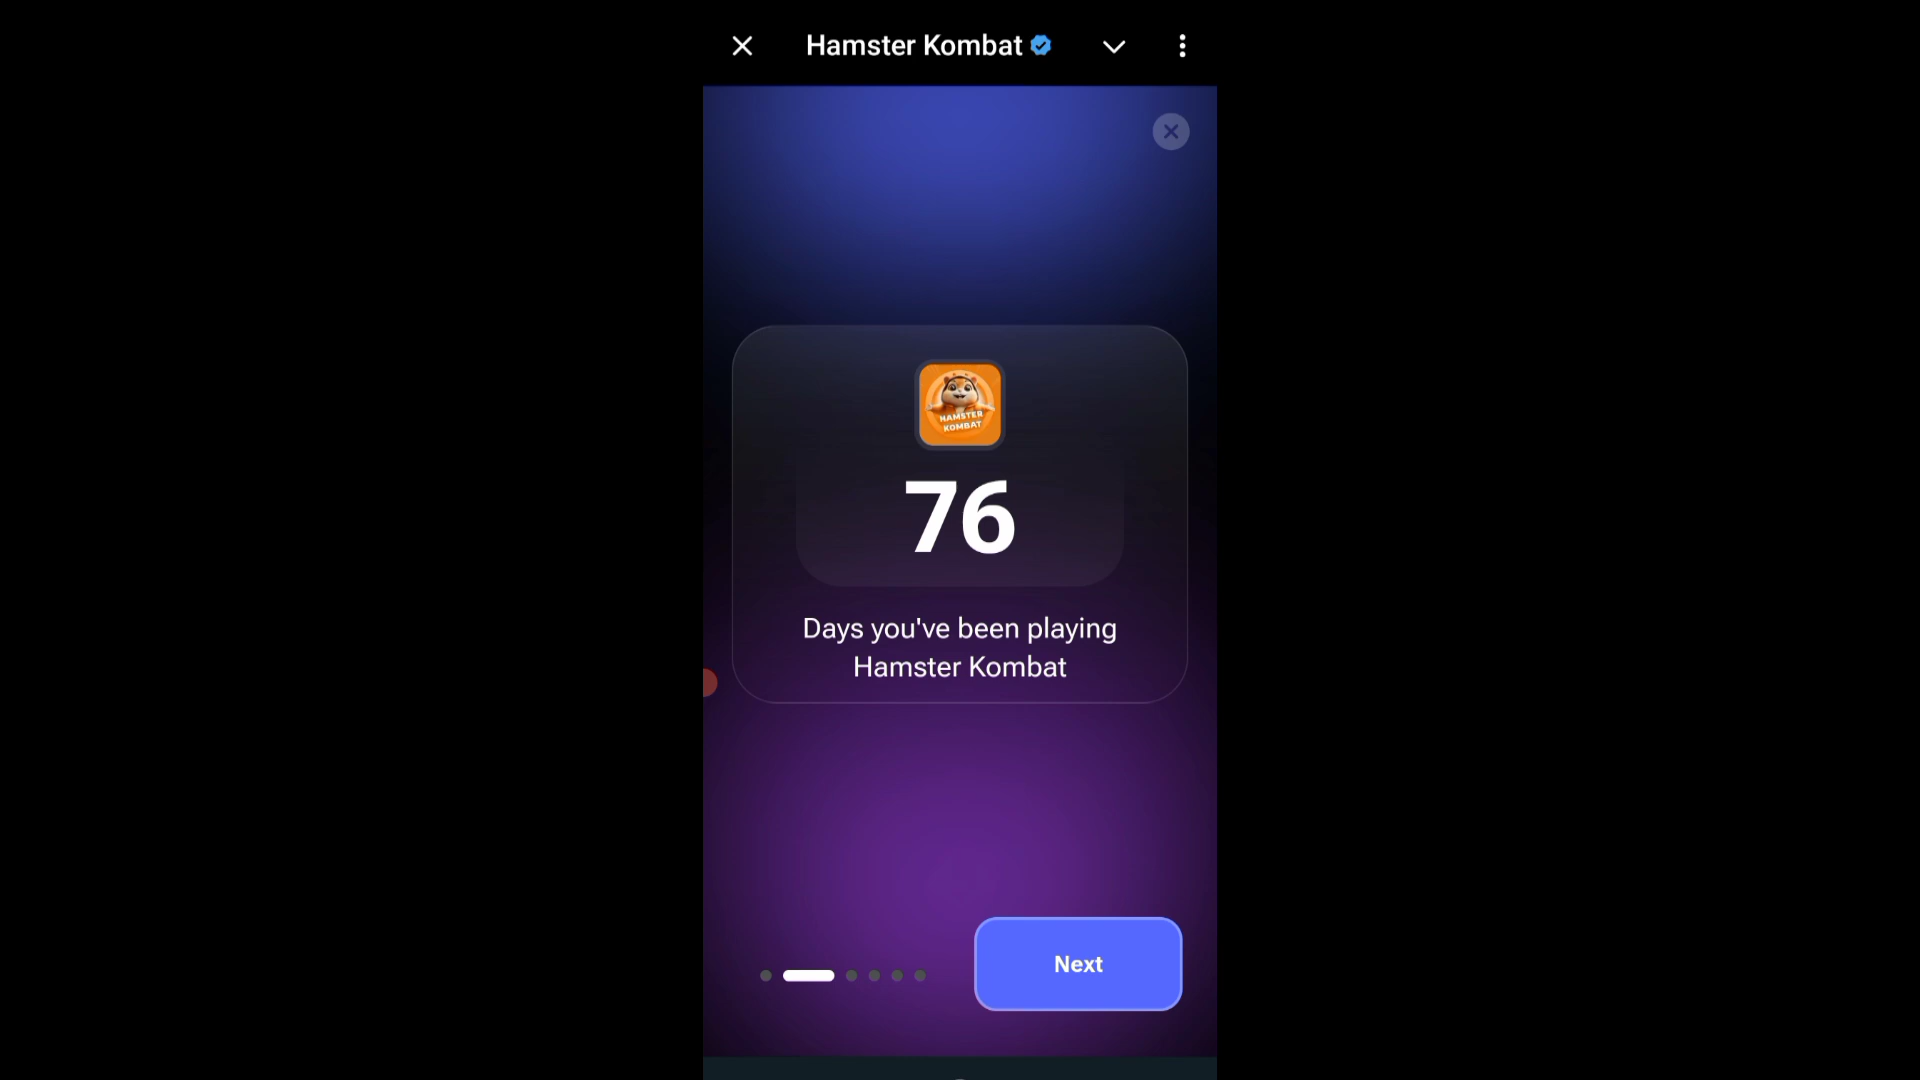 Hamster Kombat
HAMSTER
KOMBAT
76
Days you've been playing
Hamster Kombat
Next